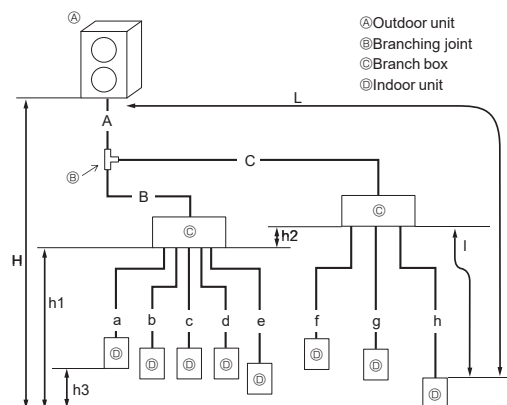 Ⓐ
ⒶOutdoor unit
ⒷBranching joint
ⒸBranch box
ⒹIndoor unit
L
A
Ⓑ
C
B
Ⓒ
Ⓒ
h2
H
h1
l
a
b
c
d
e
f
g
h
Ⓓ
Ⓓ
Ⓓ
Ⓓ
Ⓓ
Ⓓ
Ⓓ
Ⓓ
h3